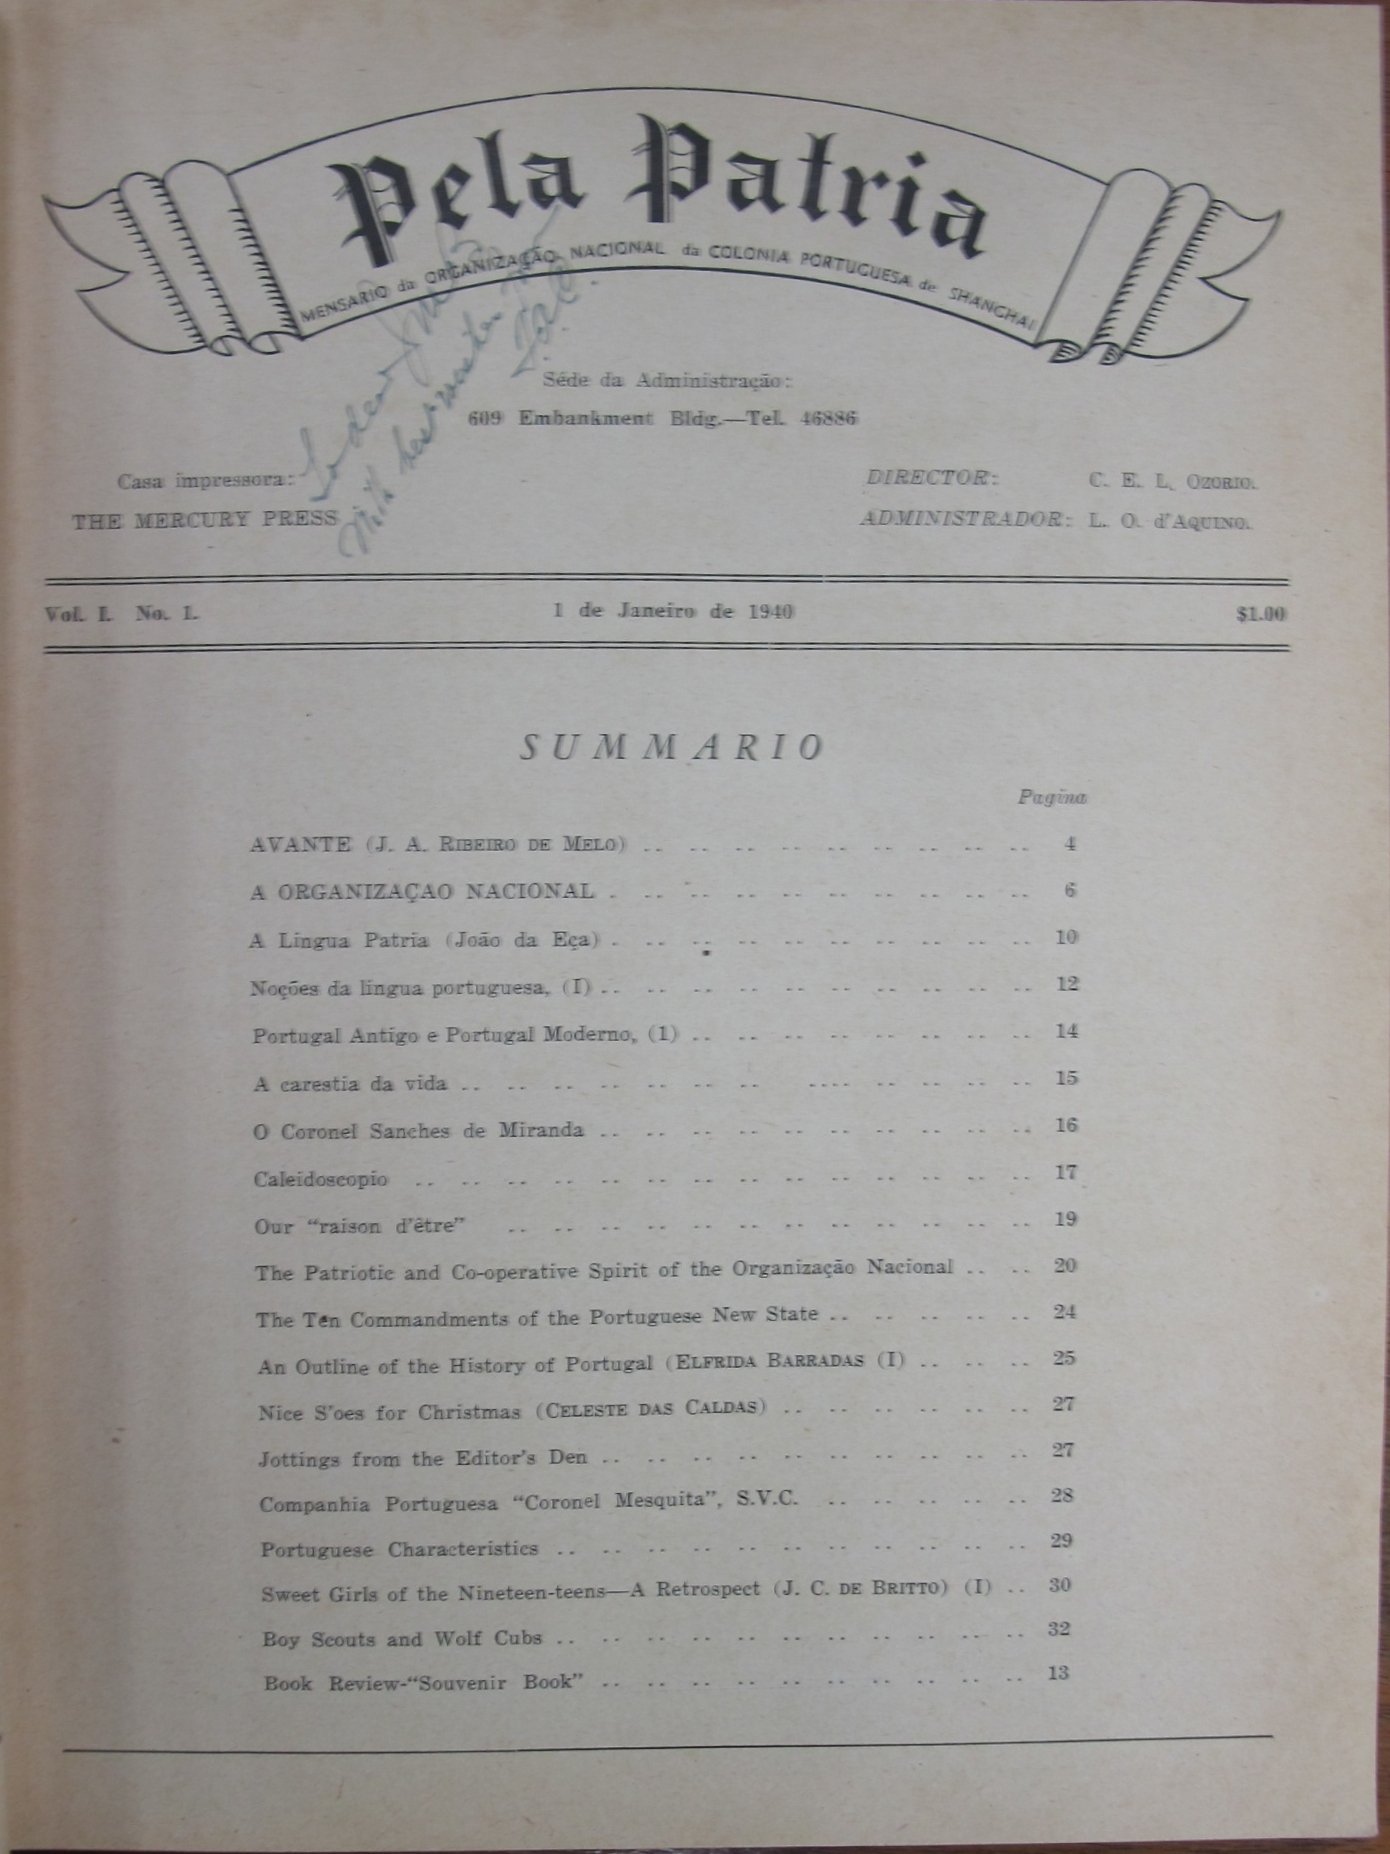 Pela Patria
MENSARIO da ORGANIZAÇÃO NACIONAL da COLONIA PORTUGUESA de SHANGHAI
To dear
With best wishes
Séde da Administração:
609 Embankment Bldg.—Tel. 46886
Casa impressora:
THE MERCURY PRESS
DIRECTOR: C. E. L. OZORIO.
ADMINISTRADOR: L. O. d'AQUINO.
Vol. I. No. 1. 1 de Janeiro de 1940 $1.00
SUMMARIO
Pagina
AVANTE (J. A. RIBEIRO DE MELO) .. .. .. .. .. .. .. .. .. 4
A ORGANIZAÇAO NACIONAL . .. .. .. .. .. .. .. .. .. 6
A Lingua Patria (João da Eça) . .. .. .. .. .. .. .. .. .. 10
Noções da lingua portuguesa, (I) .. .. .. .. .. .. .. .. .. .. 12
Portugal Antigo e Portugal Moderno, (1) .. .. .. .. .. .. .. .. 14
A carestia da vida .. .. .. .. .. .. .. .... .. .. .. .. 15
O Coronel Sanches de Miranda .. .. .. .. .. .. .. .. .. .. 16
Caleidoscopio .. .. .. .. .. .. .. .. .. .. .. .. .. .. 17
Our “raison d'être” .. .. .. .. .. .. .. .. .. .. .. .. 19
The Patriotic and Co-operative Spirit of the Organização Nacional .. .. 20
The Ten Commandments of the Portuguese New State .. .. .. .. .. 24
An Outline of the History of Portugal (ELFRIDA BARRADAS (I) .. .. .. 25
Nice S'oes for Christmas (CELESTE DAS CALDAS) .. .. .. .. .. .. 27
Jottings from the Editor's Den .. .. .. .. .. .. .. .. .. .. 27
Companhia Portuguesa “Coronel Mesquita”, S.V.C. .. .. .. .. .. 28
Portuguese Characteristics .. .. .. .. .. .. .. .. .. .. .. 29
Sweet Girls of the Nineteen-teens—A Retrospect (J. C. DE BRITTO) (I) .. 30
Boy Scouts and Wolf Cubs .. .. .. .. .. .. .. .. .. .. .. 32
Book Review-“Souvenir Book” .. .. .. .. .. .. .. .. .. .. 13